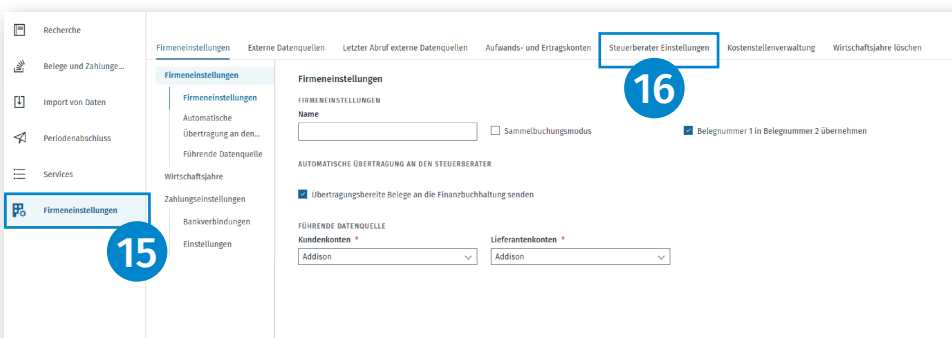 Recherche
Belege und Zahlunge...
Import von Daten
Periodenabschluss
Services
Firmeneinstellungen
15
Firmeneinstellungen Externe Datenquellen Letzter Abruf externe Datenquellen Aufwands- und Ertragskonten Steuerberater Einstellungen Kostenstellenverwaltung Wirtschaftsjahre löschen
16
Firmeneinstellungen
Firmeneinstellungen
Automatische
Übertragung an den...
Führende Datenquelle
Wirtschaftsjahre
Zahlungseinstellungen
Bankverbindungen
Einstellungen
Firmeneinstellungen
FIRMENEINSTELLUNGEN
Name
Sammelbuchungsmodus Belegnummer 1 in Belegnummer 2 übernehmen
AUTOMATISCHE ÜBERTRAGUNG AN DEN STEUERBERATER
Übertragungsbereite Belege an die Finanzbuchhaltung senden
FÜHRENDE DATENQUELLE
Kundenkonten * Lieferantenkonten *
Addison Addison